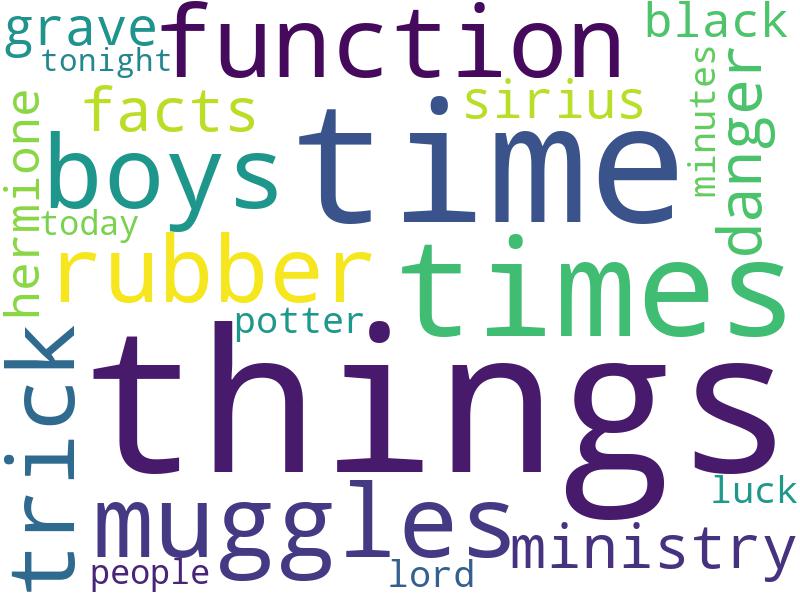 grave
function
black
tonight
facts
sirius
minutes
danger
hermione
boys
time
today
rubber
times
potter
trick
things
luck
muggles
ministry
people
lord